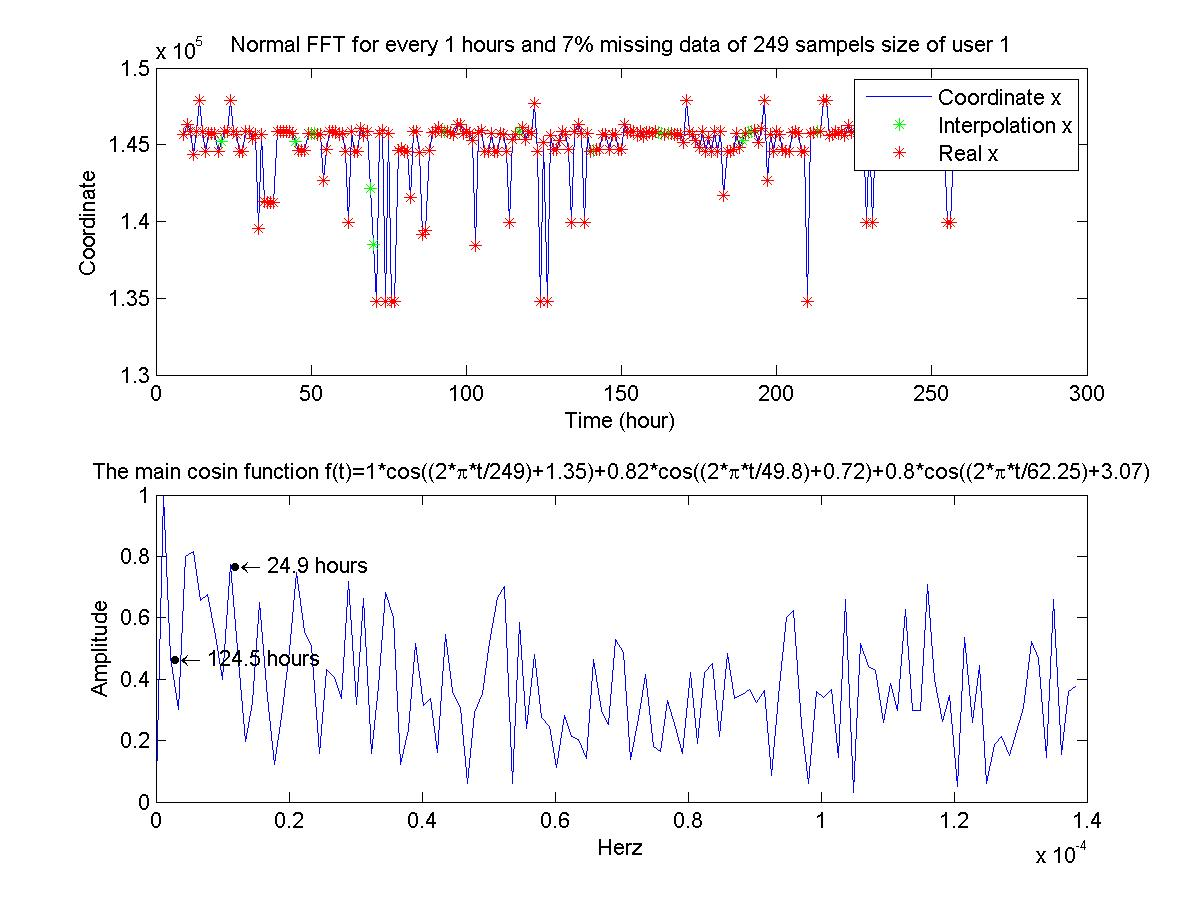 x 10^5
Normal FFT for every 1 hours and 7% missing data of 249 sampels size of user 1
1.5
1.45
1.4
1.35
1.3
Coordinate
Coordinate x
Interpolation x
Real x
0 50 100 150 200 250 300
Time (hour)
The main cosin function f(t)=1*cos((2*π*t/249)+1.35)+0.82*cos((2*π*t/49.8)+0.72)+0.8*cos((2*π*t/62.25)+3.07)
1
0.8
0.6
0.4
0.2
0
Amplitude
← 24.9 hours
← 124.5 hours
0 0.2 0.4 0.6 0.8 1 1.2 1.4
Herz
x 10^-4